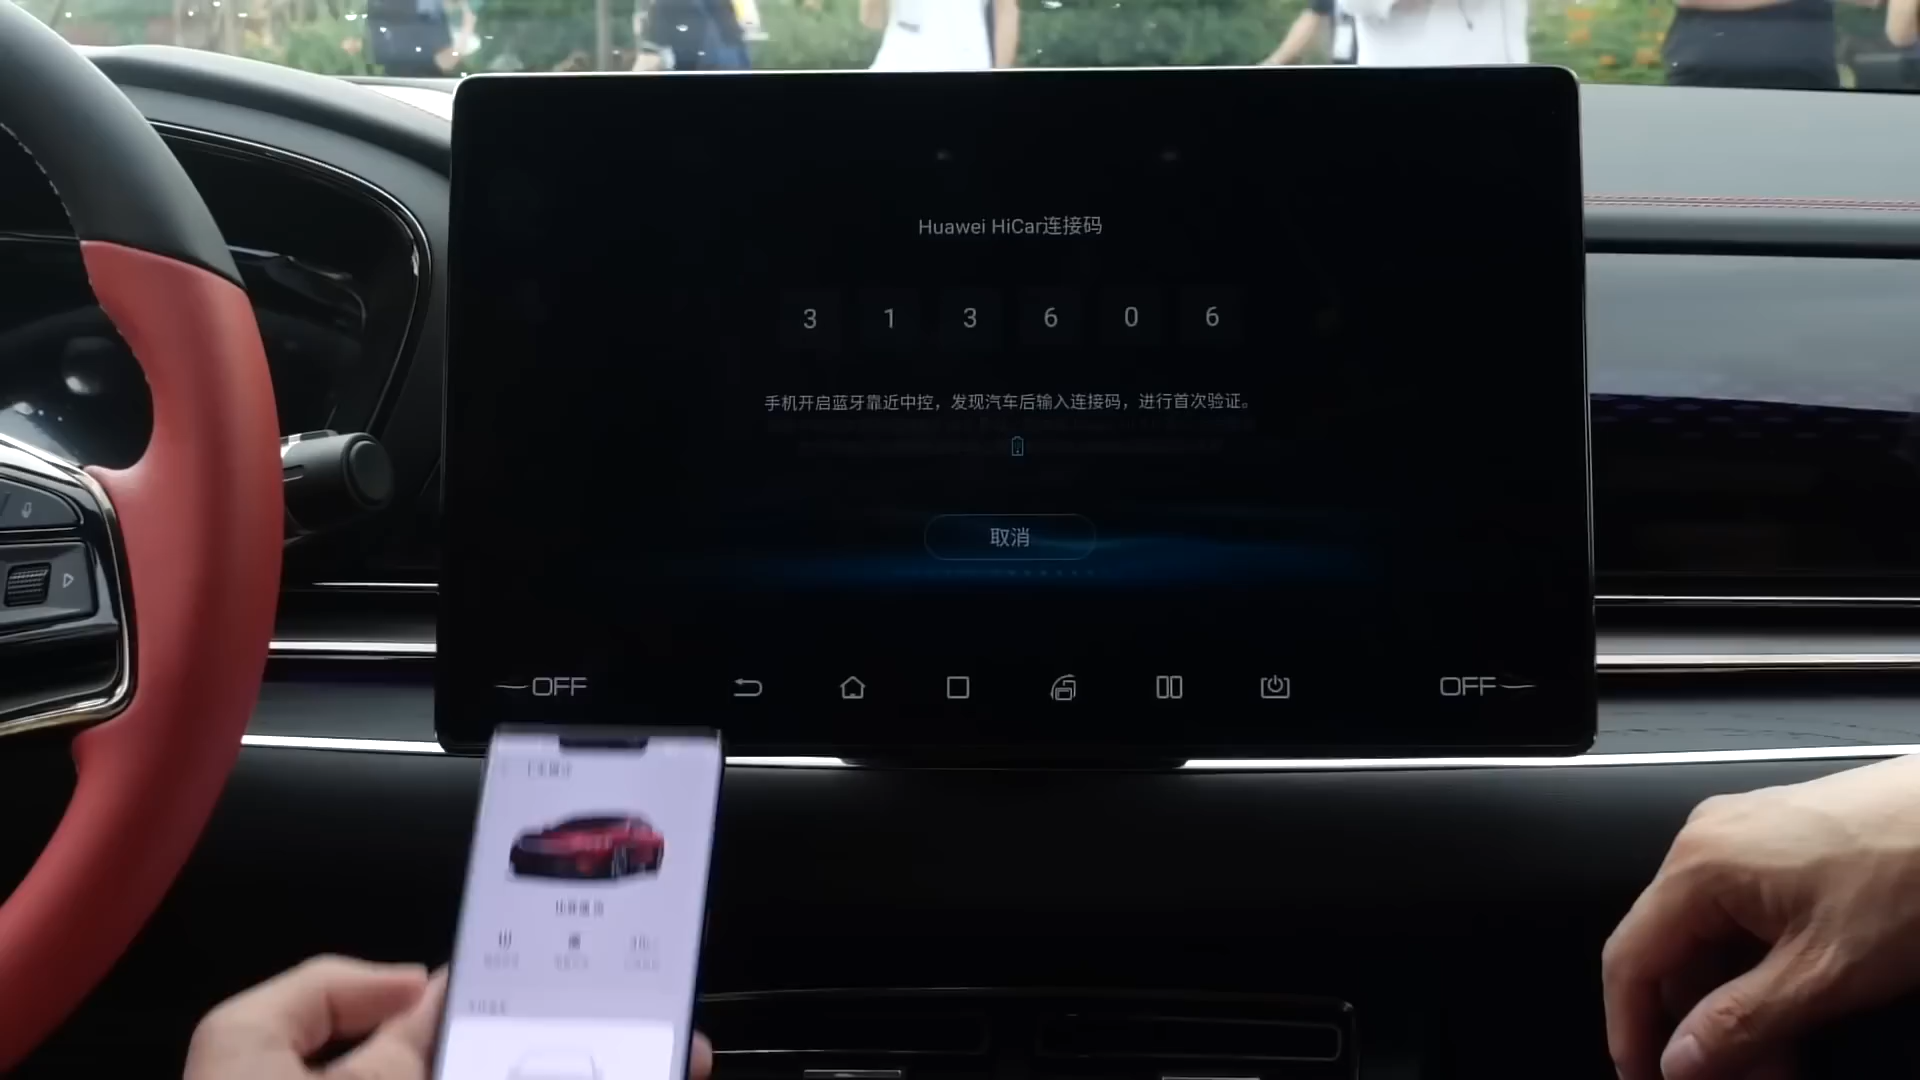 Huawei HiCar连接码
3 1 3 6 0 6
手机开启蓝牙靠近中控，发现汽车后输入连接码，进行首次验证。
取消
OFF
OFF